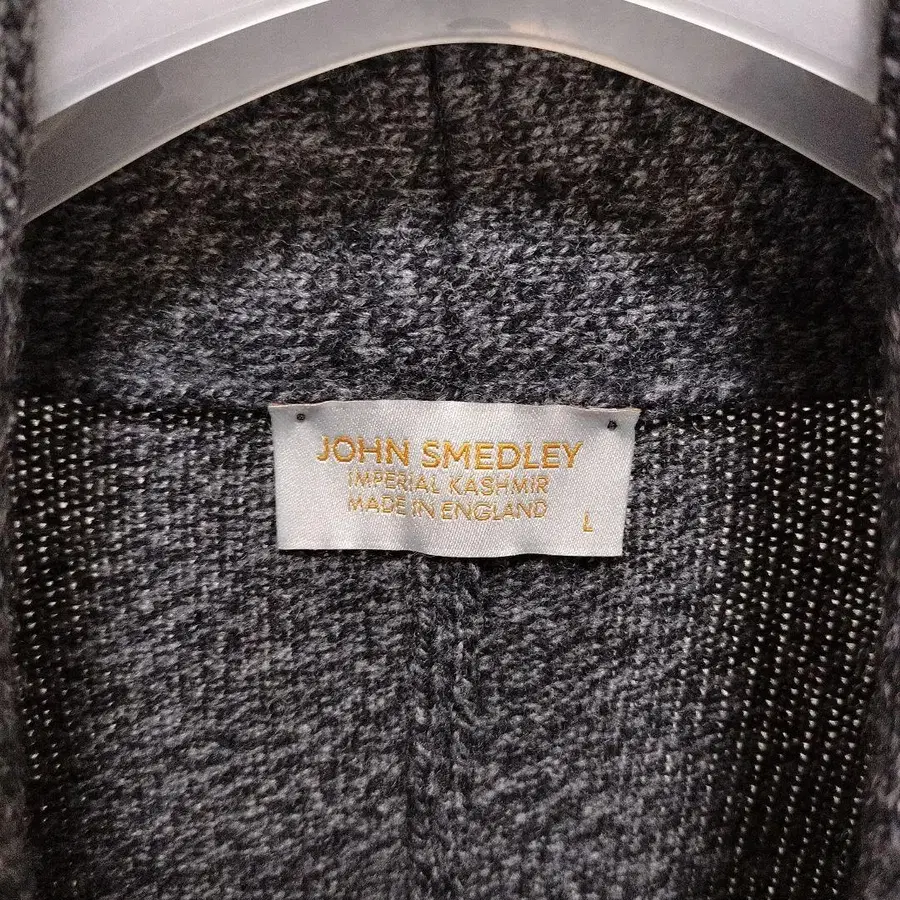 JOHN SMEDLEY
IMPERIAL KASHMIR
MADE IN ENGLAND
L